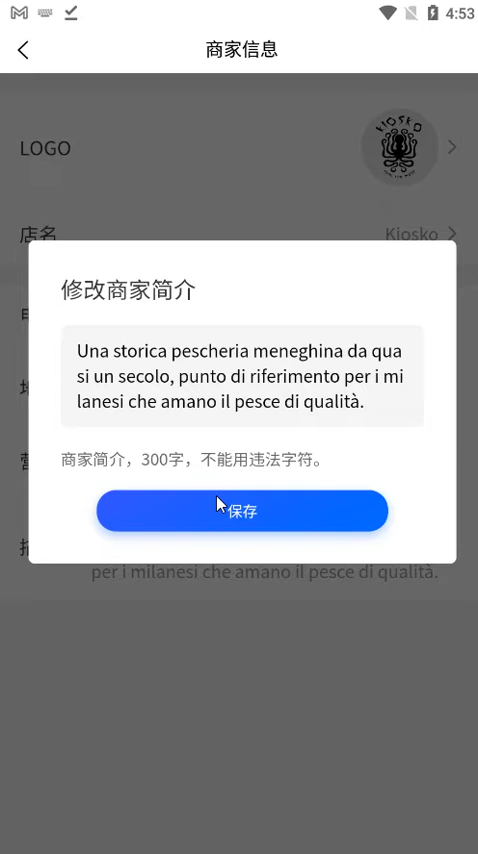 4:53
商家信息
LOGO
KIOSKO
店名
Kiosko
修改商家简介
Una storica pescheria meneghina da qua
si un secolo, punto di riferimento per i mi
lanesi che amano il pesce di qualità.
商家简介，300字，不能用违法字符。
保存
per i milanesi che amano il pesce di qualità.